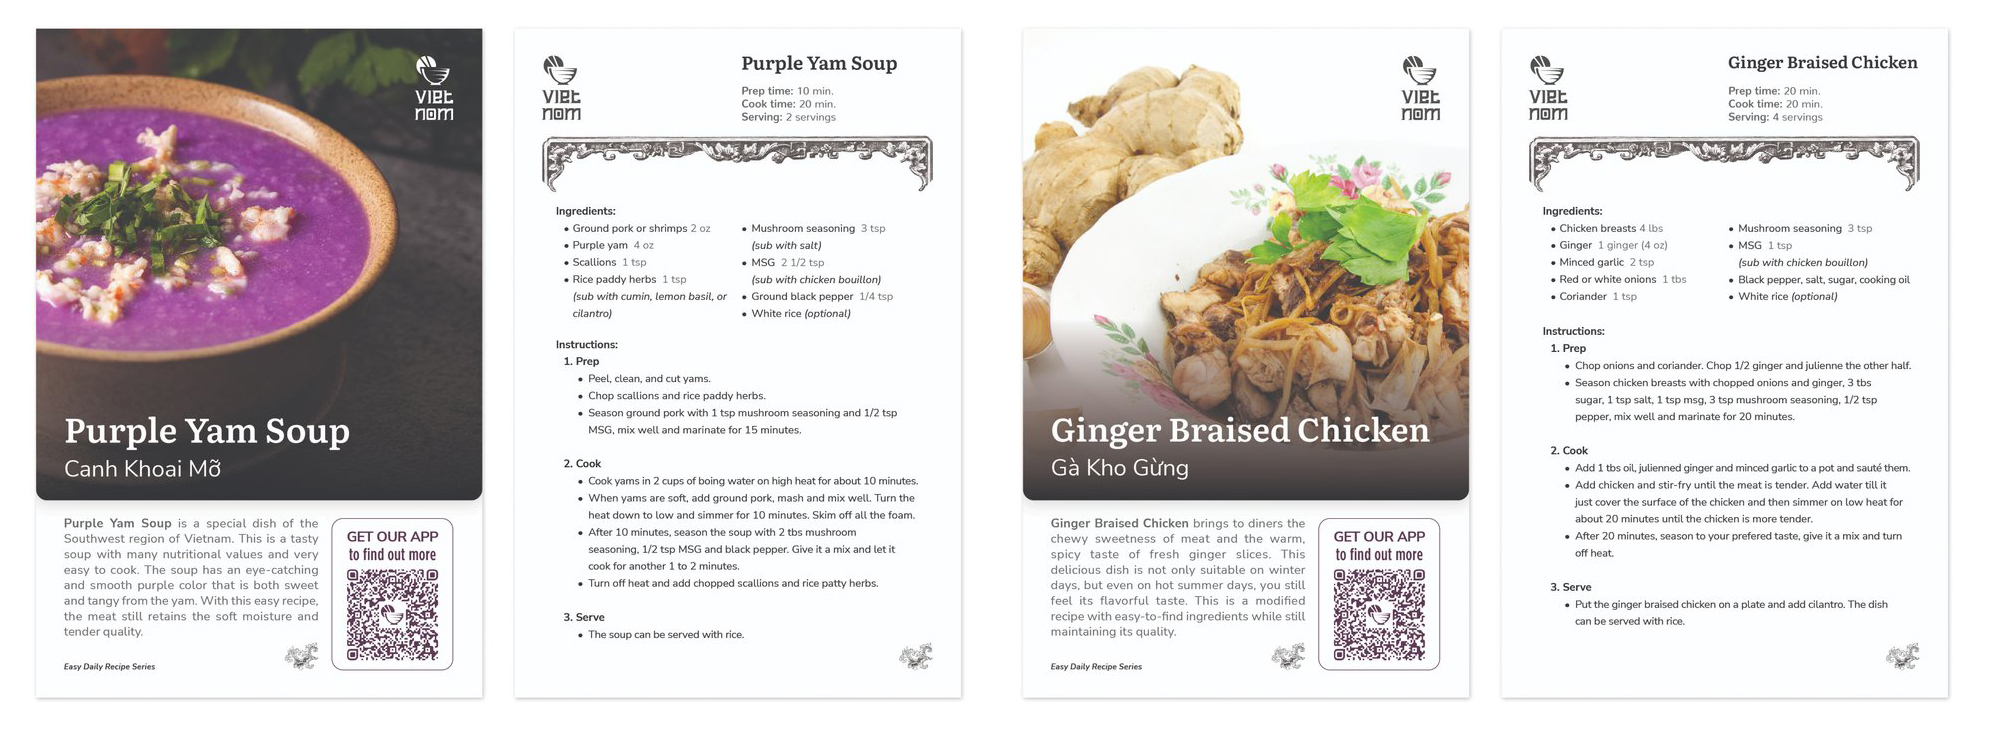 VIET
NOM
Purple Yam Soup
Canh Khoai Mỡ
Purple Yam Soup is a special dish of the
Southwest region of Vietnam. This is a tasty
soup with many nutritional values and very
easy to cook. The soup has an eye-catching
and smooth purple color that is both sweet
and tangy from the yam. With this easy recipe,
the meat still retains the soft moisture and
tender quality.
Easy Daily Recipe Series
GET OUR APP
to find out more
VIET
NOM
Purple Yam Soup
Prep time: 10 min.
Cook time: 20 min.
Serving: 2 servings
Ingredients:
• Ground pork or shrimps 2 oz
• Purple yam 4 oz
• Scallions 1 tsp
• Rice paddy herbs 1 tsp
(sub with cumin, lemon basil, or
cilantro)
• Mushroom seasoning 3 tsp
(sub with salt)
• MSG 2 1/2 tsp
(sub with chicken bouillon)
• Ground black pepper 1/4 tsp
• White rice (optional)
Instructions:
1. Prep
• Peel, clean, and cut yams.
• Chop scallions and rice paddy herbs.
• Season ground pork with 1 tsp mushroom seasoning and 1/2 tsp
MSG, mix well and marinate for 15 minutes.
2. Cook
• Cook yams in 2 cups of boing water on high heat for about 10 minutes.
• When yams are soft, add ground pork, mash and mix well. Turn the
heat down to low and simmer for 10 minutes. Skim off all the foam.
• After 10 minutes, season the soup with 2 tbs mushroom
seasoning, 1/2 tsp MSG and black pepper. Give it a mix and let it
cook for another 1 to 2 minutes.
• Turn off heat and add chopped scallions and rice patty herbs.
3. Serve
• The soup can be served with rice.
VIET
NOM
Ginger Braised Chicken
Gà Kho Gừng
Ginger Braised Chicken brings to diners the
chewy sweetness of meat and the warm,
spicy taste of fresh ginger slices. This
delicious dish is not only suitable on winter
days, but even on hot summer days, you still
feel its flavorful taste. This is a modified
recipe with easy-to-find ingredients while still
maintaining its quality.
Easy Daily Recipe Series
GET OUR APP
to find out more
VIET
NOM
Ginger Braised Chicken
Prep time: 20 min.
Cook time: 20 min.
Serving: 4 servings
Ingredients:
• Chicken breasts 4 lbs
• Ginger 1 ginger (4 oz)
• Minced garlic 2 tsp
• Red or white onions 1 tbs
• Coriander 1 tsp
• Mushroom seasoning 3 tsp
• MSG 1 tsp
(sub with chicken bouillon)
• Black pepper, salt, sugar, cooking oil
• White rice (optional)
Instructions:
1. Prep
• Chop onions and coriander. Chop 1/2 ginger and julienne the other half.
• Season chicken breasts with chopped onions and ginger, 3 tbs
sugar, 1 tsp salt, 1 tsp msg, 3 tsp mushroom seasoning, 1/2 tsp
pepper, mix well and marinate for 20 minutes.
2. Cook
• Add 1 tbs oil, julienned ginger and minced garlic to a pot and sauté them.
• Add chicken and stir-fry until the meat is tender. Add water till it
just cover the surface of the chicken and then simmer on low heat for
about 20 minutes until the chicken is more tender.
• After 20 minutes, season to your prefered taste, give it a mix and turn
off heat.
3. Serve
• Put the ginger braised chicken on a plate and add cilantro. The dish
can be served with rice.